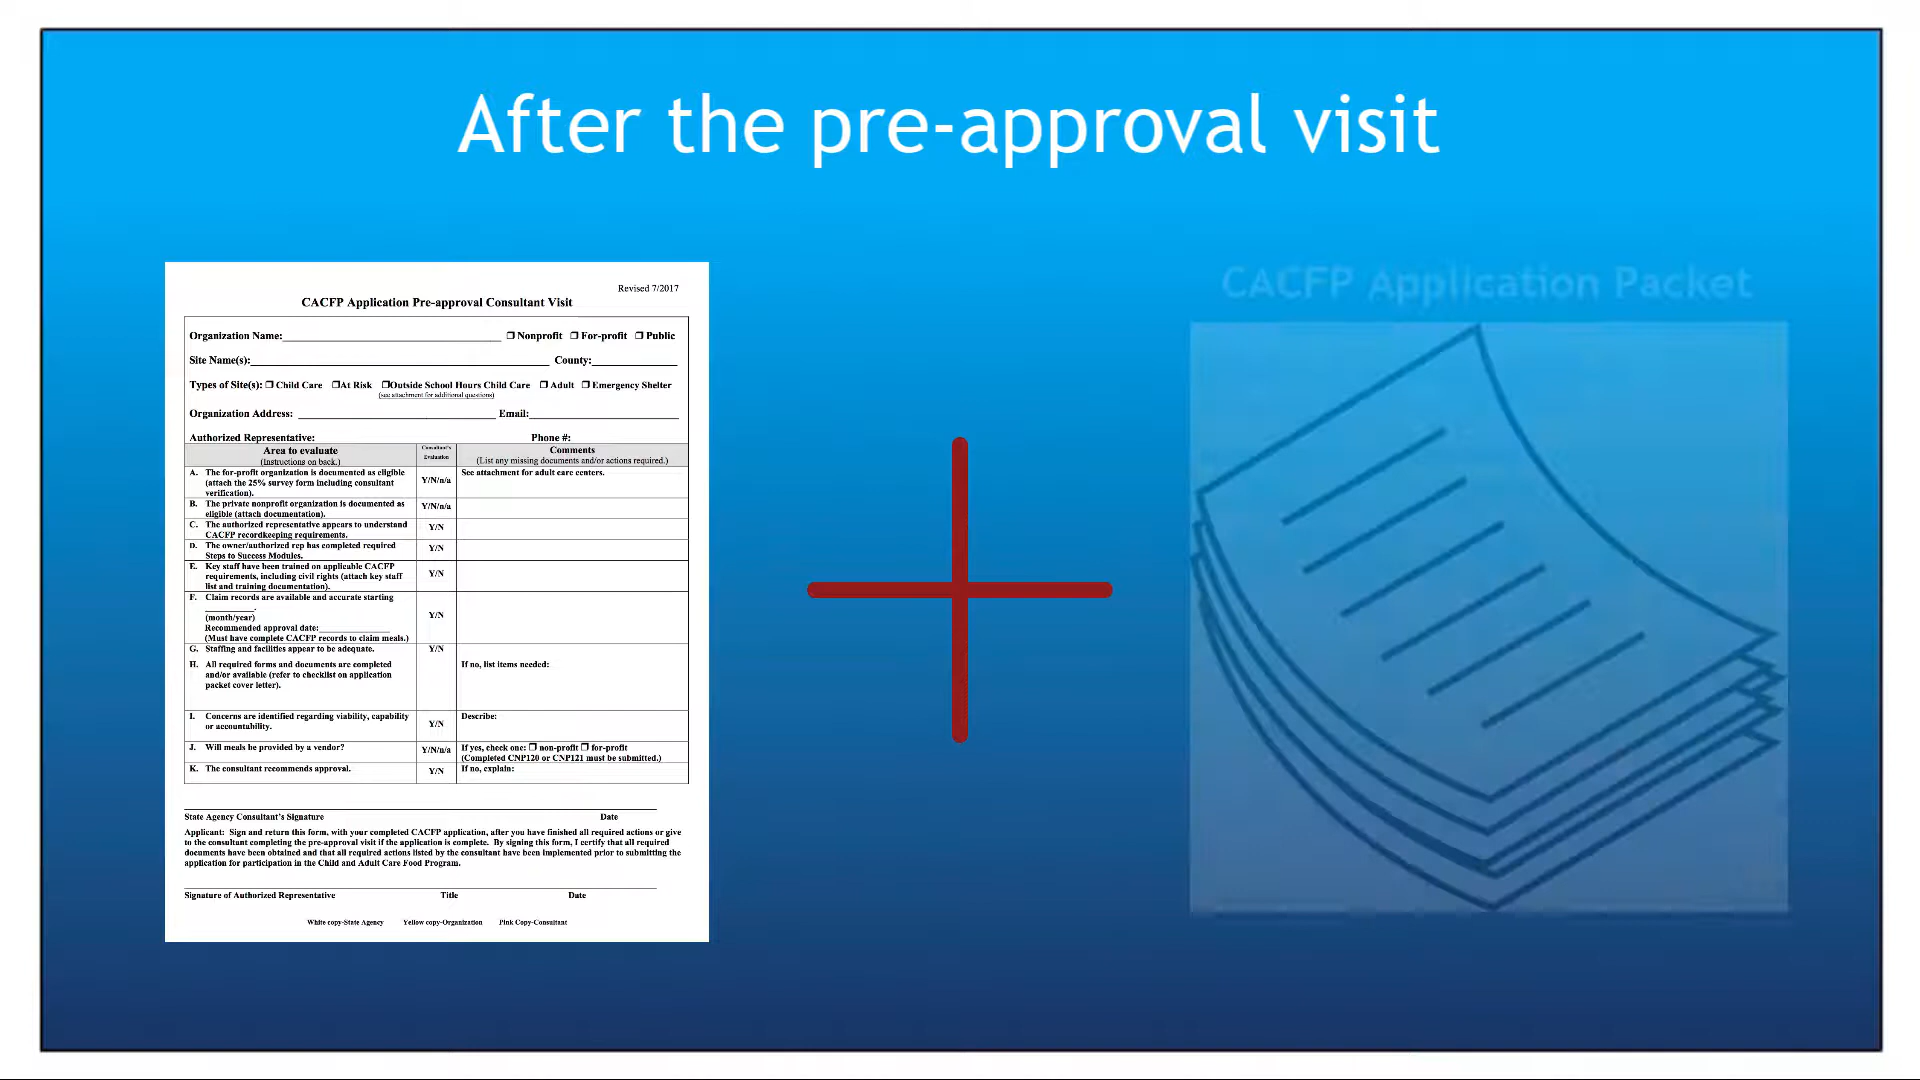 After the pre-approval visit
Revised 7/2017
CACFP Application Pre-approval Consultant Visit
Organization Name: ❒ Nonprofit ❒ For-profit ❒ Public
Site Name(s): County:
Types of Site(s): ❒ Child Care ❒At Risk ❒Outside School Hours Child Care ❒ Adult ❒ Emergency Shelter
(see attachment for additional questions)
Organization Address: Email:
Authorized Representative: Phone #:
Area to evaluate
(Instructions on back.)
Consultant's
Evaluation
Comments
(List any missing documents and/or actions required.)
A. The for-profit organization is documented as eligible
(attach the 25% survey form including consultant
verification).
Y/N/n/a
See attachment for adult care centers.
B. The private nonprofit organization is documented as
eligible (attach documentation).
Y/N/n/a
C. The authorized representative appears to understand
CACFP recordkeeping requirements.
Y/N
D. The owner/authorized rep has completed required
Steps to Success Modules.
Y/N
E. Key staff have been trained on applicable CACFP
requirements, including civil rights (attach key staff
list and training documentation).
Y/N
F. Claim records are available and accurate starting
__________.
(month/year)
Recommended approval date:
(Must have complete CACFP records to claim meals.)
Y/N
G. Staffing and facilities appear to be adequate.
Y/N
H. All required forms and documents are completed
and/or available (refer to checklist on application
packet cover letter).
If no, list items needed:
I. Concerns are identified regarding viability, capability
or accountability.
Y/N
Describe:
J. Will meals be provided by a vendor?
Y/N/n/a
If yes, check one: ❒ non-profit ❒ for-profit
(Completed CNP120 or CNP121 must be submitted.)
K. The consultant recommends approval.
Y/N
If no, explain:
State Agency Consultant's Signature Date
Applicant: Sign and return this form, with your completed CACFP application, after you have finished all required actions or give
to the consultant completing the pre-approval visit if the application is complete. By signing this form, I certify that all required
documents have been obtained and that all required actions listed by the consultant have been implemented prior to submitting the
application for participation in the Child and Adult Care Food Program.
Signature of Authorized Representative Title Date
White copy-State Agency Yellow copy-Organization Pink Copy-Consultant
CACFP Application Packet